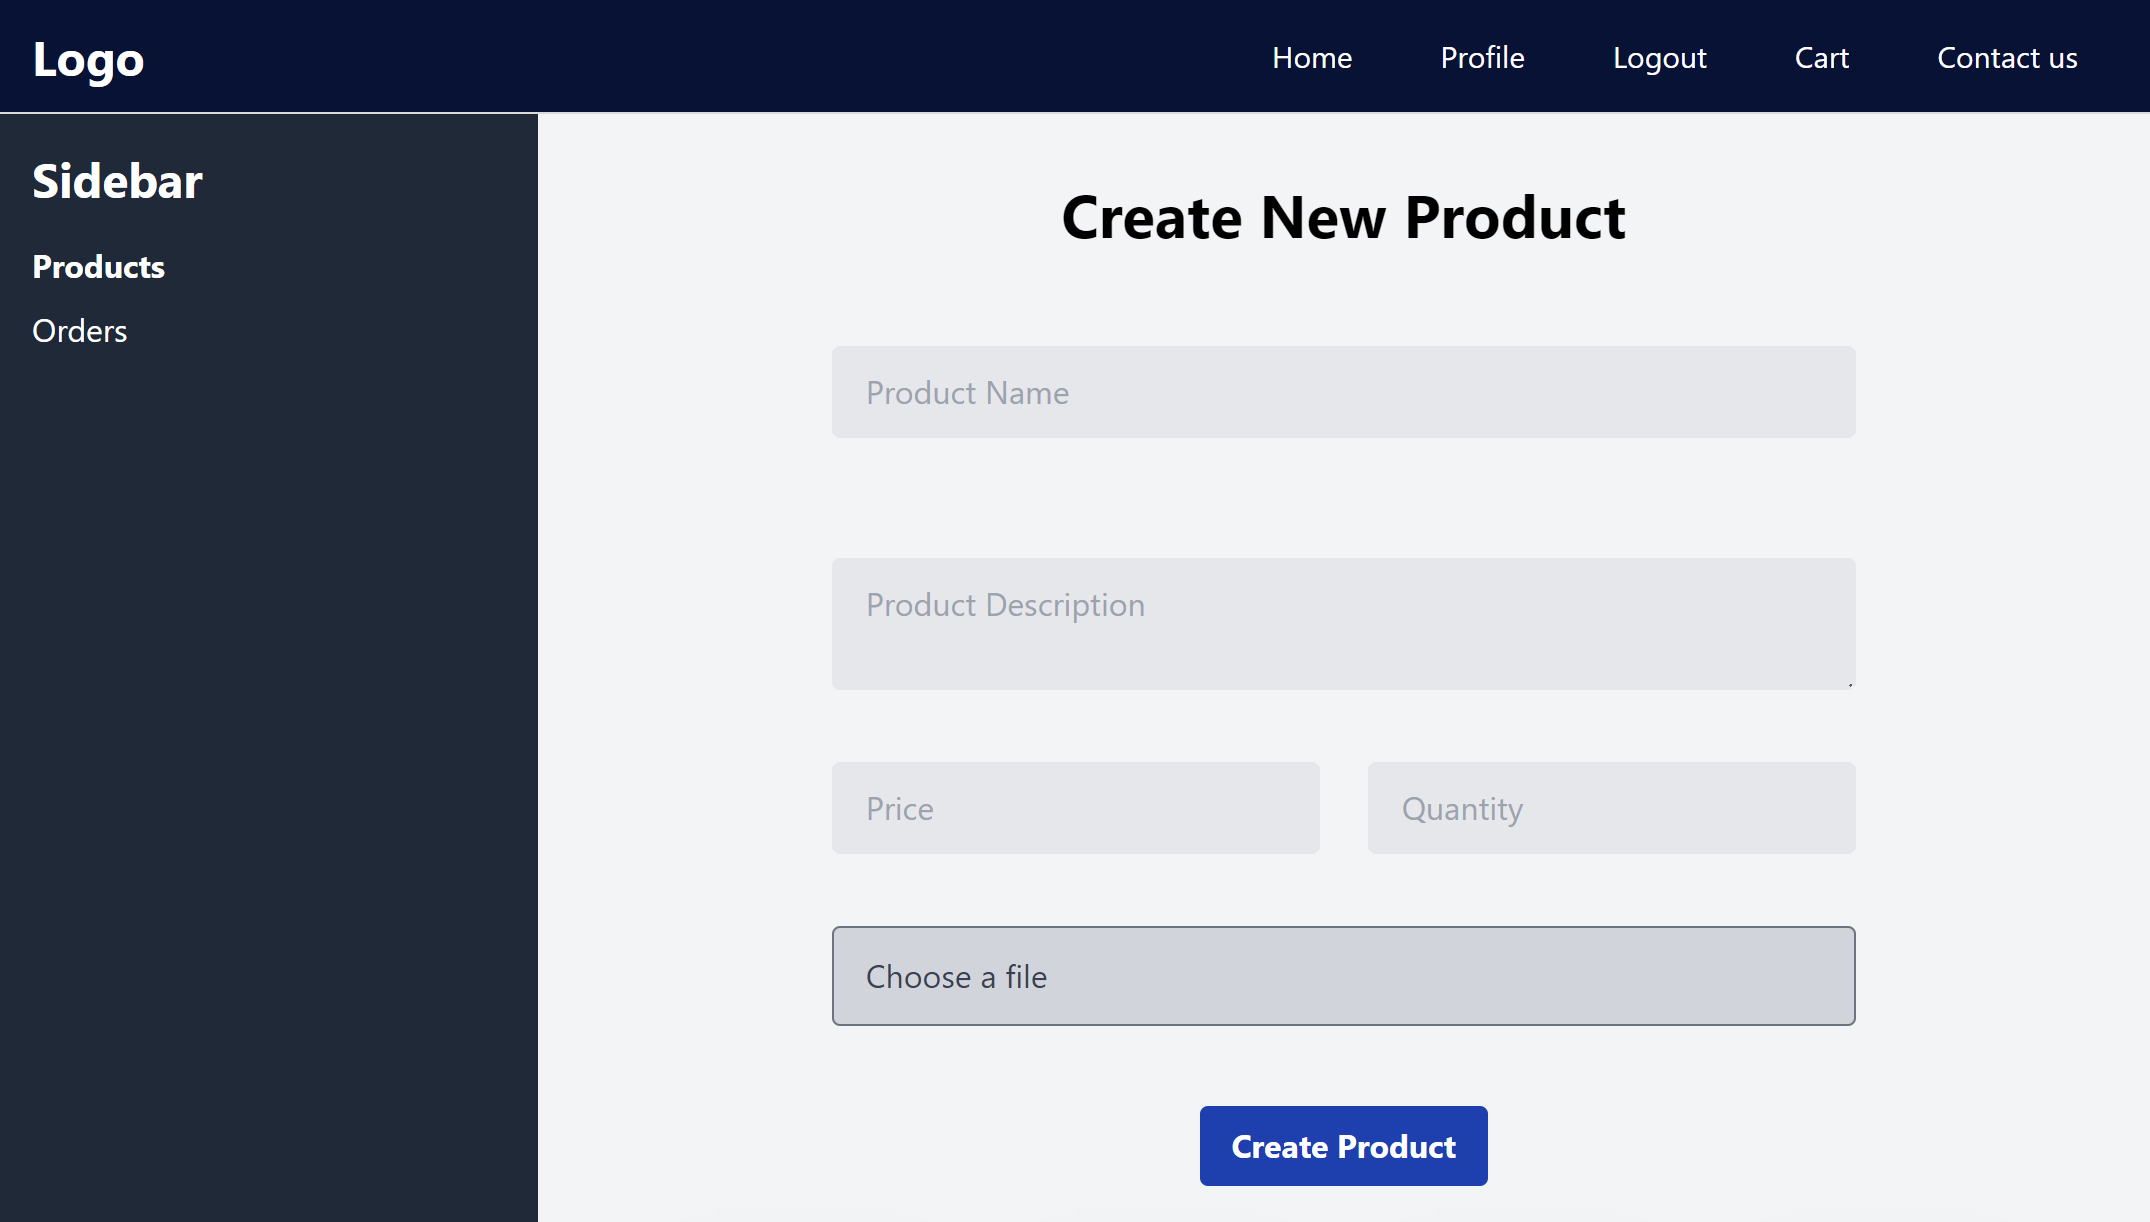 Logo
Home Profile Logout Cart Contact us
Sidebar
Products
Orders
Create New Product
Product Name
Product Description
Price Quantity
Choose a file
Create Product